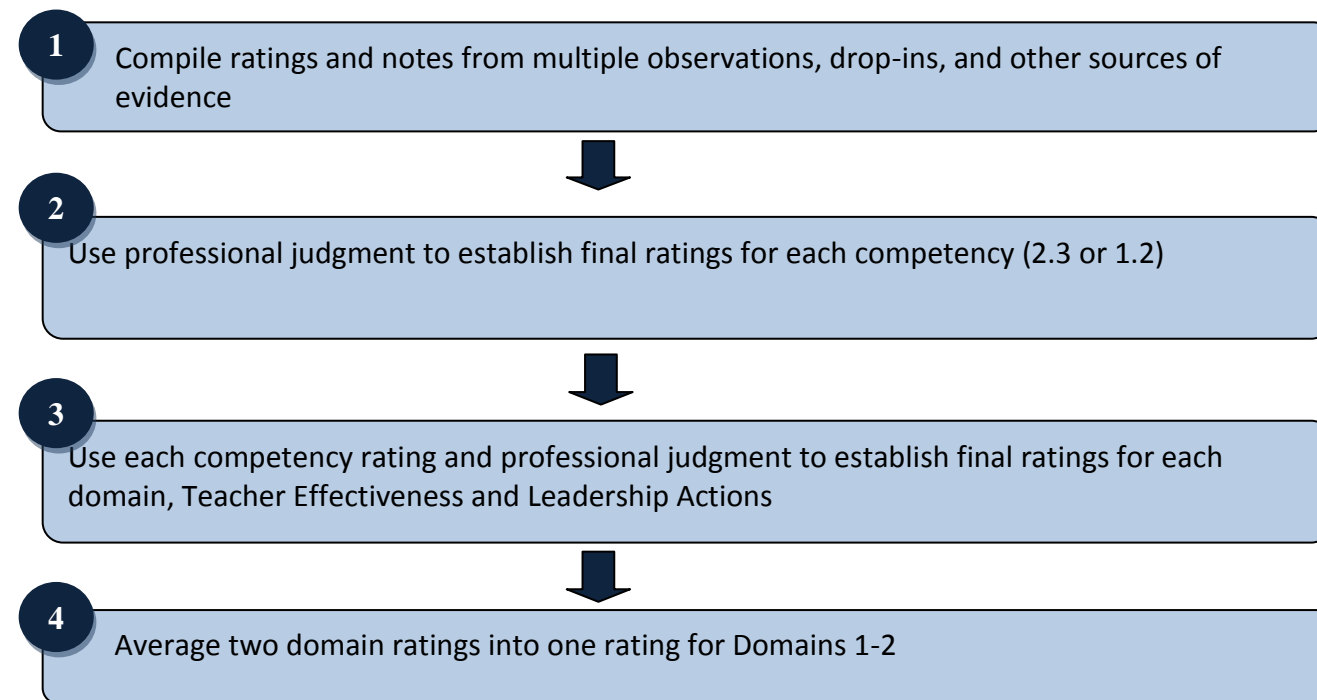 1
Compile ratings and notes from multiple observations, drop-ins, and other sources of
evidence
2
Use professional judgment to establish final ratings for each competency (2.3 or 1.2)
3
Use each competency rating and professional judgment to establish final ratings for each
domain, Teacher Effectiveness and Leadership Actions
4
Average two domain ratings into one rating for Domains 1-2